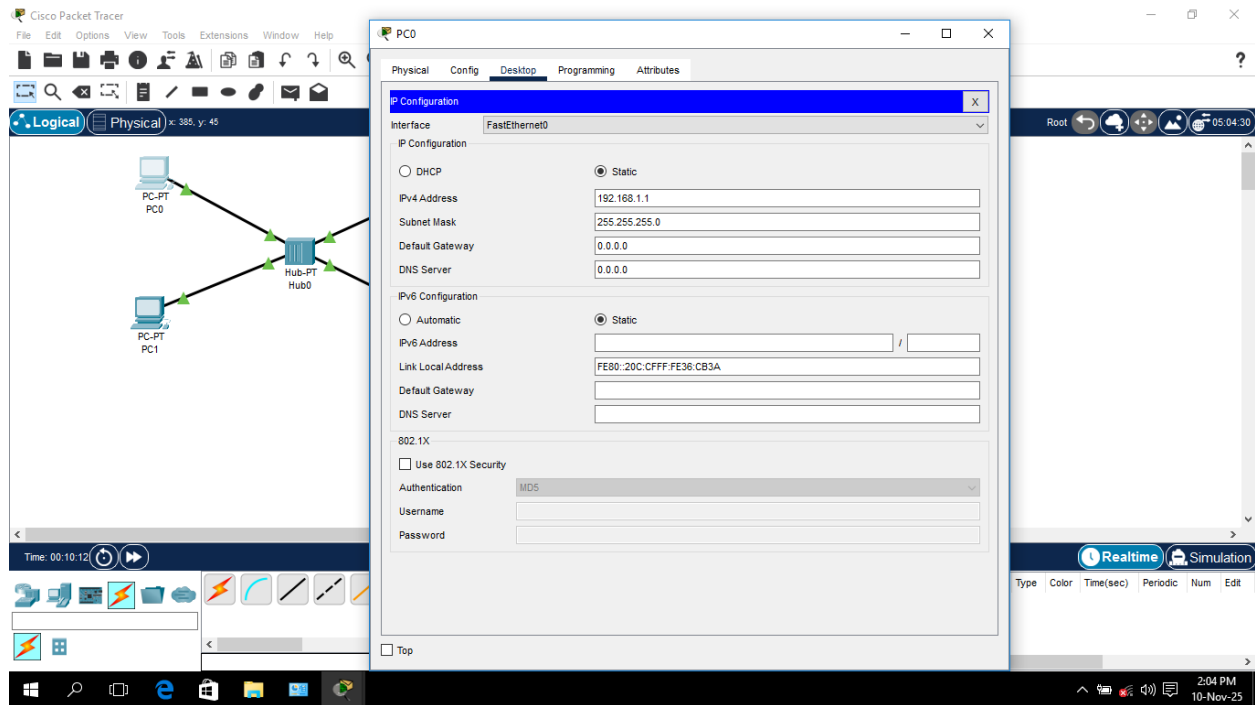 Cisco Packet Tracer
File Edit Options View Tools Extensions Window Help
?
Logical Physical x: 385, y: 45
Root 05:04:30
PC-PT
PC0
Hub-PT
Hub0
PC-PT
PC1
PC0
Physical Config Desktop Programming Attributes
IP Configuration X
Interface FastEthernet0
IP Configuration
DHCP Static
IPv4 Address 192.168.1.1
Subnet Mask 255.255.255.0
Default Gateway 0.0.0.0
DNS Server 0.0.0.0
IPv6 Configuration
Automatic Static
IPv6 Address /
Link Local Address FE80::20C:CFFF:FE36:CB3A
Default Gateway
DNS Server
802.1X
Use 802.1X Security
Authentication MD5
Username
Password
Top
Time: 00:10:12
Realtime Simulation
Type Color Time(sec) Periodic Num Edit
2:04 PM
10-Nov-25